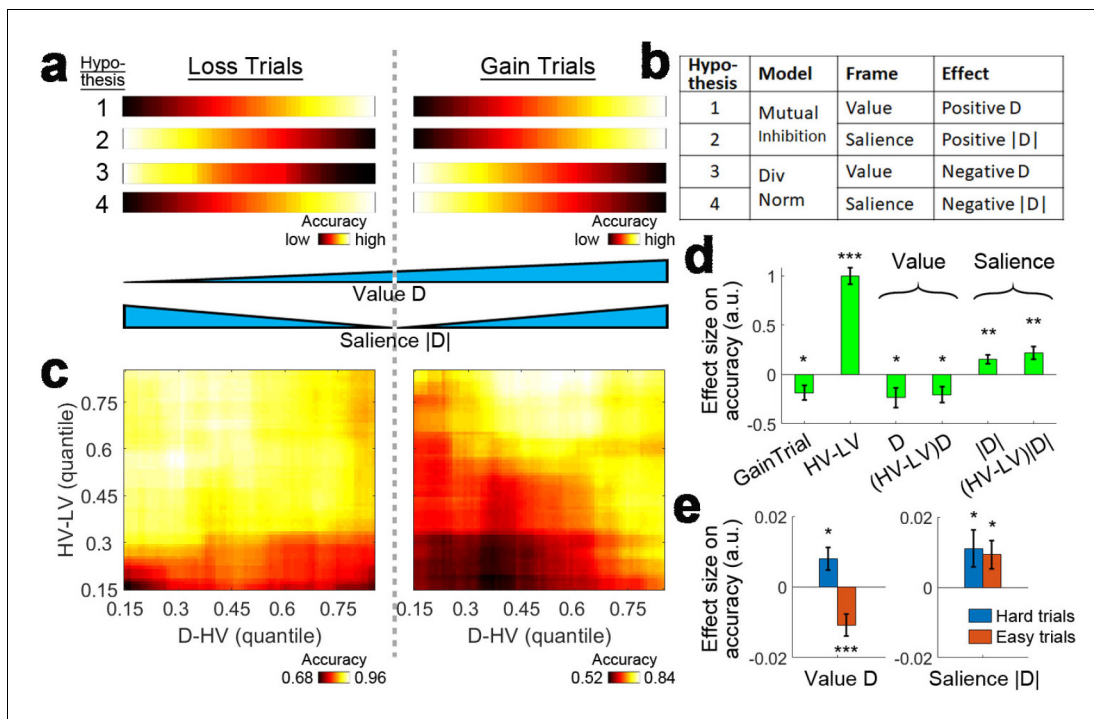 a
Hypo-
thesis
Loss Trials
Gain Trials
1
2
3
4
Accuracy
low high
Accuracy
low high
Value D
Salience |D|
b
Hypo-
thesis Model Frame Effect
1 Mutual Inhibition Value Positive D
2 Salience Positive |D|
3 Div Norm Value Negative D
4 Salience Negative |D|
c
HV-LV (quantile)
0.75
0.6
0.45
0.3
0.15
0.15 0.3 0.45 0.6 0.75
D-HV (quantile)
Accuracy
0.68 0.96
0.15 0.3 0.45 0.6 0.75
D-HV (quantile)
Accuracy
0.52 0.84
d
Effect size on
accuracy (a.u.)
1
0.5
0
-0.5
Value
Salience
* *** * * ** **
GainTrial
HV-LV
D
(HV-LV)D
|D|
(HV-LV)|D|
e
Effect size on
accuracy (a.u.)
0.02
0
-0.02
*
***
Value D
0.02
0
-0.02
* *
Hard trials
Easy trials
Salience |D|